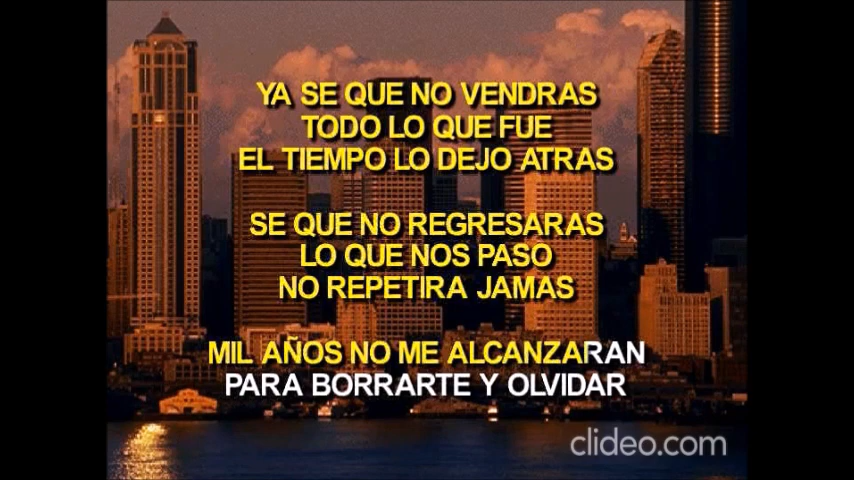 YA SE QUE NO VENDRAS
TODO LO QUE FUE
EL TIEMPO LO DEJO ATRAS
SE QUE NO REGRESARAS
LO QUE NOS PASO
NO REPETIRA JAMAS
MIL AÑOS NO ME ALCANZARAN
PARA BORRARTE Y OLVIDAR
clideo.com